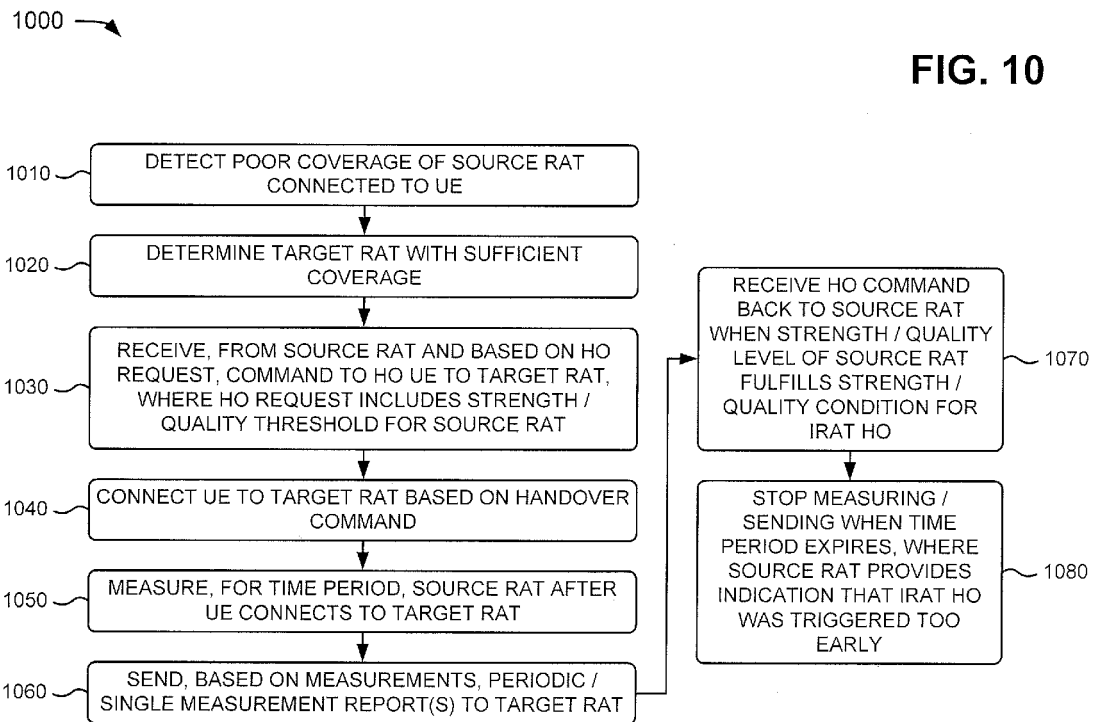 1000
FIG. 10
1010
DETECT POOR COVERAGE OF SOURCE RAT
CONNECTED TO UE
1020
DETERMINE TARGET RAT WITH SUFFICIENT
COVERAGE
1030
RECEIVE, FROM SOURCE RAT AND BASED ON HO
REQUEST, COMMAND TO HO UE TO TARGET RAT,
WHERE HO REQUEST INCLUDES STRENGTH /
QUALITY THRESHOLD FOR SOURCE RAT
1040
CONNECT UE TO TARGET RAT BASED ON HANDOVER
COMMAND
1050
MEASURE, FOR TIME PERIOD, SOURCE RAT AFTER
UE CONNECTS TO TARGET RAT
1060
SEND, BASED ON MEASUREMENTS, PERIODIC /
SINGLE MEASUREMENT REPORT(S) TO TARGET RAT
RECEIVE HO COMMAND
BACK TO SOURCE RAT
WHEN STRENGTH / QUALITY
LEVEL OF SOURCE RAT
FULFILLS STRENGTH /
QUALITY CONDITION FOR
IRAT HO
1070
STOP MEASURING /
SENDING WHEN TIME
PERIOD EXPIRES, WHERE
SOURCE RAT PROVIDES
INDICATION THAT IRAT HO
WAS TRIGGERED TOO
EARLY
1080